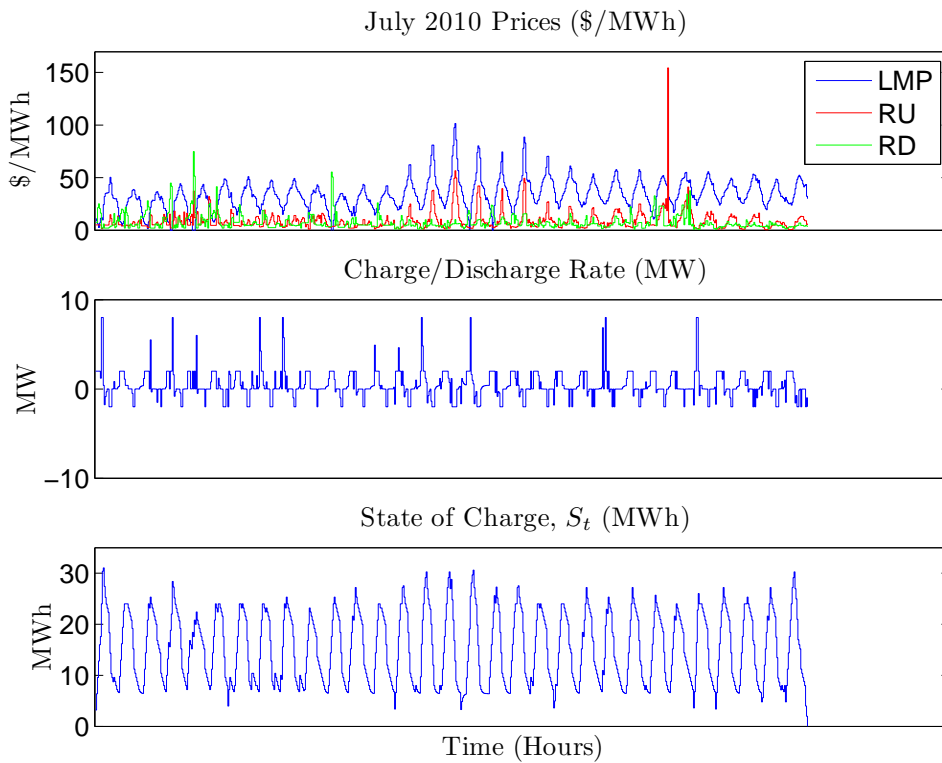 July 2010 Prices ($/MWh)
$/MWh
150
100
50
0
LMP
RU
RD
Charge/Discharge Rate (MW)
MW
10
0
−10
State of Charge, S_t (MWh)
MWh
30
20
10
0
Time (Hours)